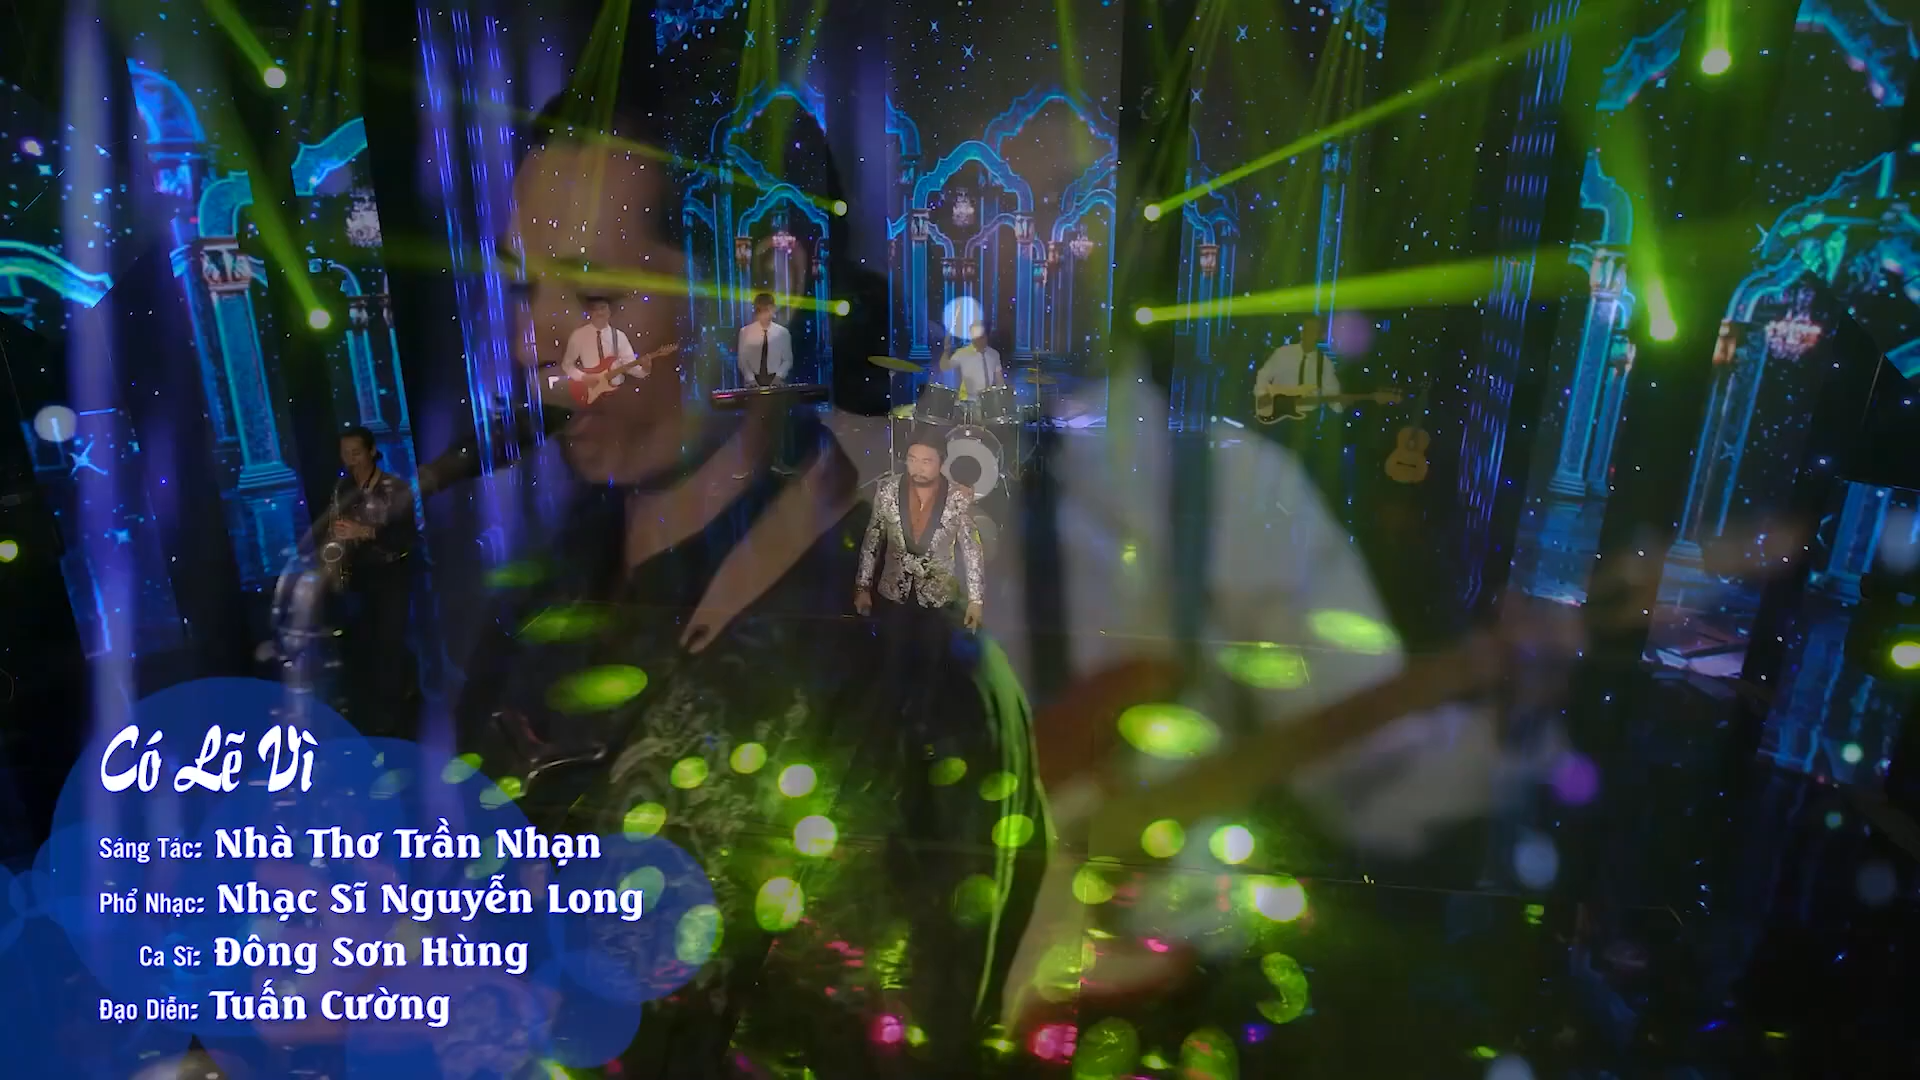 Có Lẽ Vì
Sáng Tác: Nhà Thơ Trần Nhạn
Phổ Nhạc: Nhạc Sĩ Nguyễn Long
Ca Sĩ: Đông Sơn Hùng
Đạo Diễn: Tuấn Cường